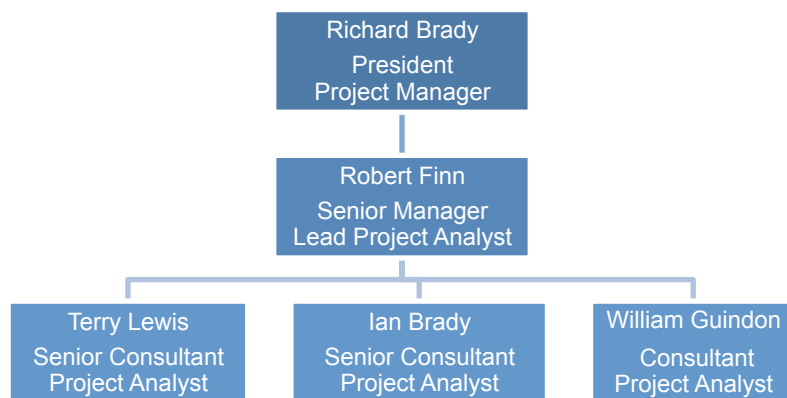 Richard Brady
President
Project Manager
Robert Finn
Senior Manager
Lead Project Analyst
Terry Lewis
Senior Consultant
Project Analyst
Ian Brady
Senior Consultant
Project Analyst
William Guindon
Consultant
Project Analyst